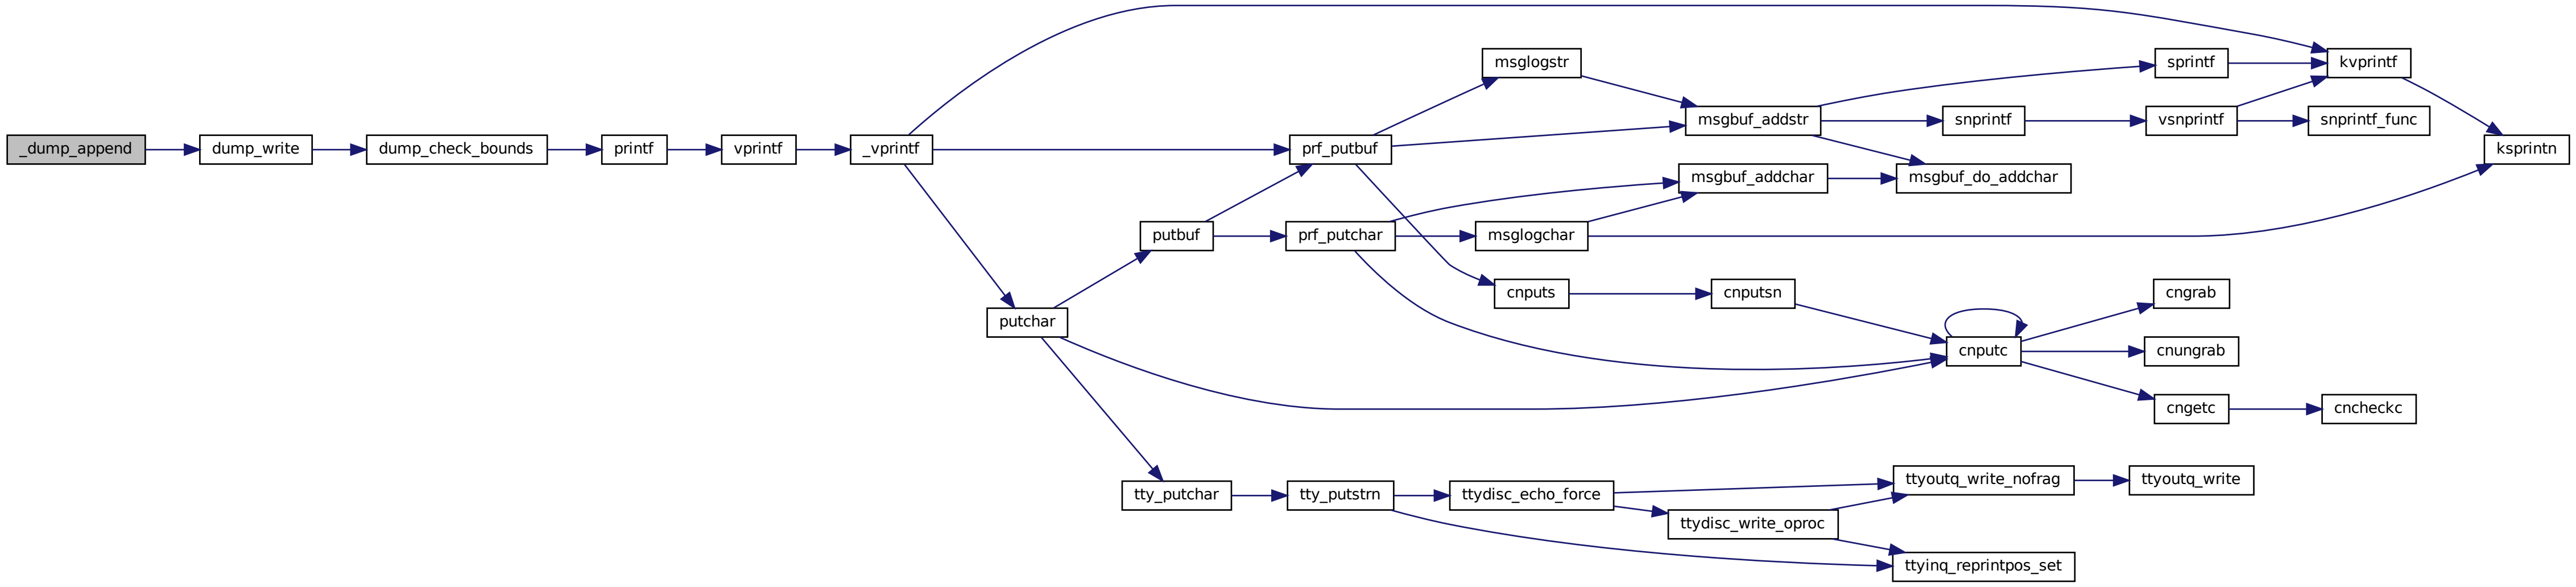 _dump_append
dump_write
dump_check_bounds
printf
vprintf
_vprintf
kvprintf
ksprintn
prf_putbuf
msglogstr
msgbuf_addstr
sprintf
snprintf
vsnprintf
snprintf_func
msgbuf_do_addchar
msgbuf_addchar
putchar
putbuf
prf_putchar
msglogchar
cnputs
cnputsn
cnputc
cngrab
cnungrab
cngetc
cncheckc
tty_putchar
tty_putstrn
ttydisc_echo_force
ttydisc_write_oproc
ttyoutq_write_nofrag
ttyoutq_write
ttyinq_reprintpos_set